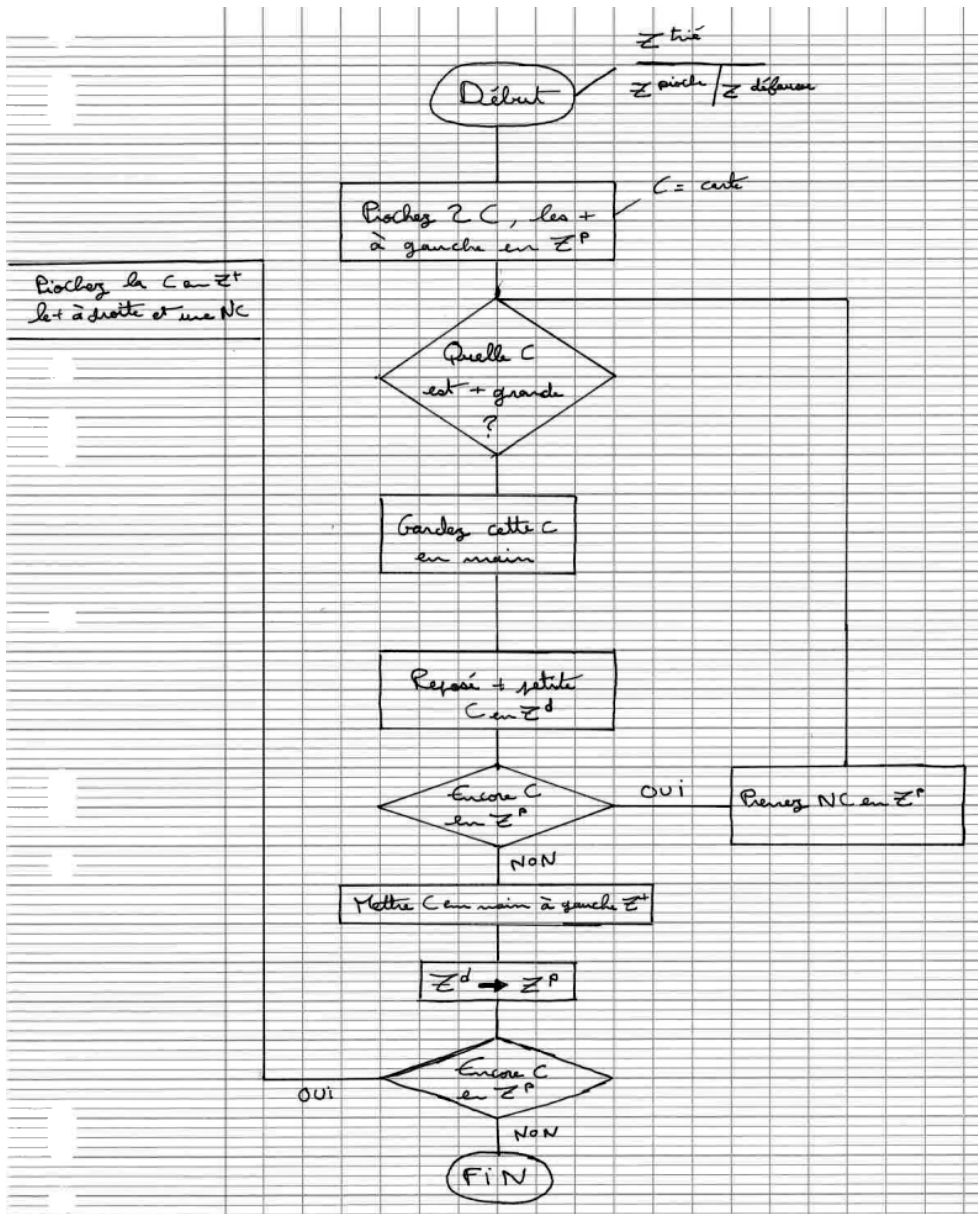 Z trié
Z pioche / Z défausse
Début
C = carte
Piochez 2 C, les +
à gauche en Z^p
Piochez la C en Z^t
le + à droite et une NC
Quelle C
est + grande
?
Gardez cette C
en main
Reposé + petite
C en Z^d
Encore C
en Z^p
OUI
Prenez NC en Z^p
NON
Mettre C en main à gauche Z^t
Z^d → Z^p
Encore C
en Z^p
OUI
NON
FiN